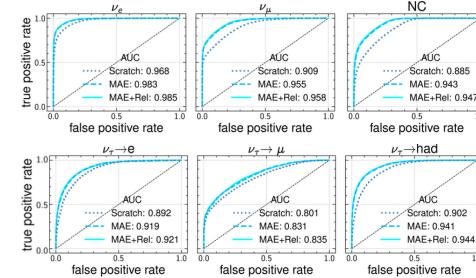 νe
νμ
NC
true positive rate
1.0
0.5
0.0
AUC
Scratch: 0.968
MAE: 0.983
MAE+Rel: 0.985
0.0
0.5
1.0
false positive rate
AUC
Scratch: 0.909
MAE: 0.955
MAE+Rel: 0.958
0.0
0.5
1.0
false positive rate
AUC
Scratch: 0.885
MAE: 0.943
MAE+Rel: 0.947
0.0
0.5
1.0
false positive rate
ντ→e
ντ→ μ
ντ→had
true positive rate
1.0
0.5
0.0
AUC
Scratch: 0.892
MAE: 0.919
MAE+Rel: 0.921
0.0
0.5
1.0
false positive rate
AUC
Scratch: 0.801
MAE: 0.831
MAE+Rel: 0.835
0.0
0.5
1.0
false positive rate
AUC
Scratch: 0.902
MAE: 0.941
MAE+Rel: 0.944
0.0
0.5
1.0
false positive rate